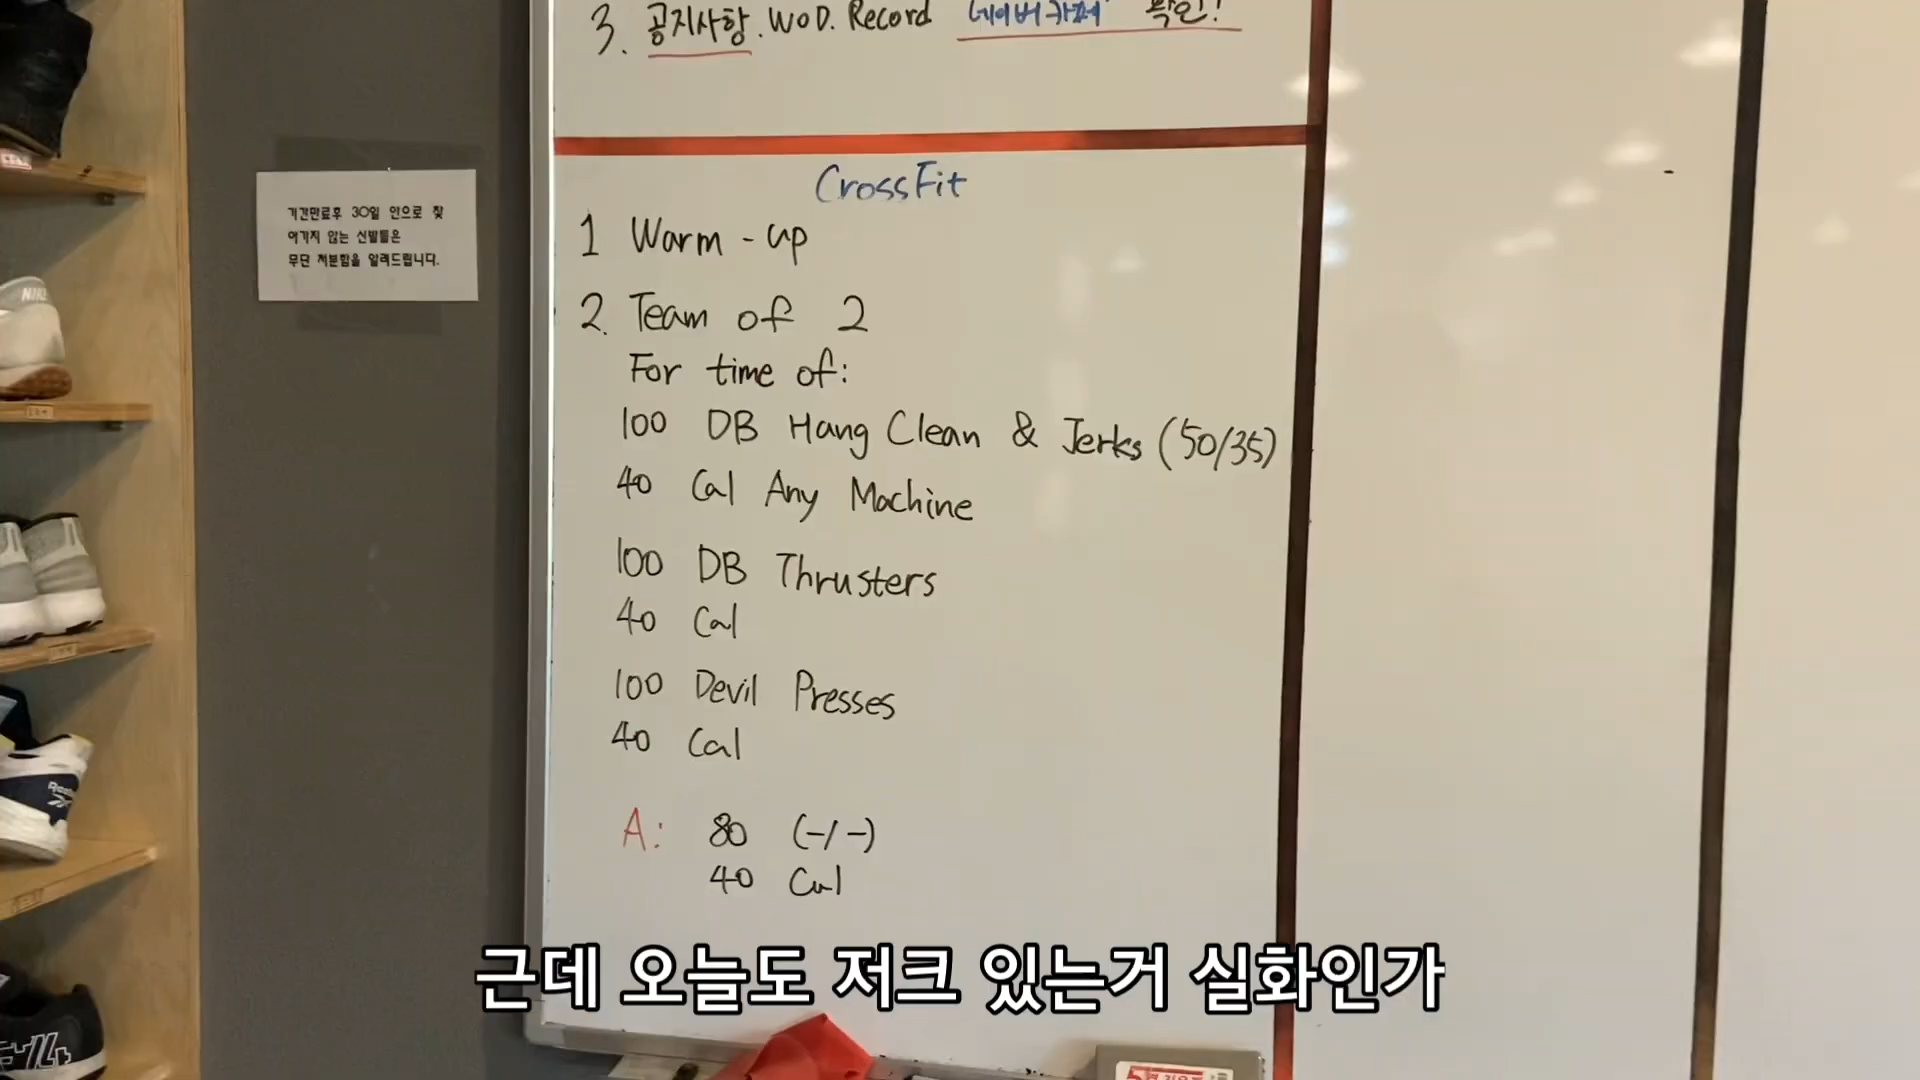 3. 공지사항. WOD. Record 네이버카페 확인!
기간만료후 30일 안으로 찾
아가지 않는 신발들은
무단 처분함을 알려드립니다.
CrossFit
1 Warm-up
2. Team of 2
For time of:
100 DB Hang Clean & Jerks (50/35)
40 Cal Any Machine
100 DB Thrusters
40 Cal
100 Devil Presses
40 Cal
A: 80 (-/-)
40 Cal
근데 오늘도 저크 있는거 실화인가
NIKE
Reebok